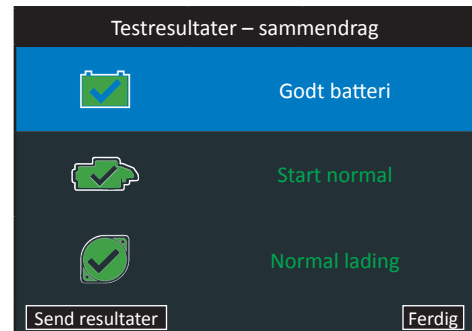 Testresultater – sammendrag
Godt batteri
Start normal
Normal lading
Send resultater
Ferdig